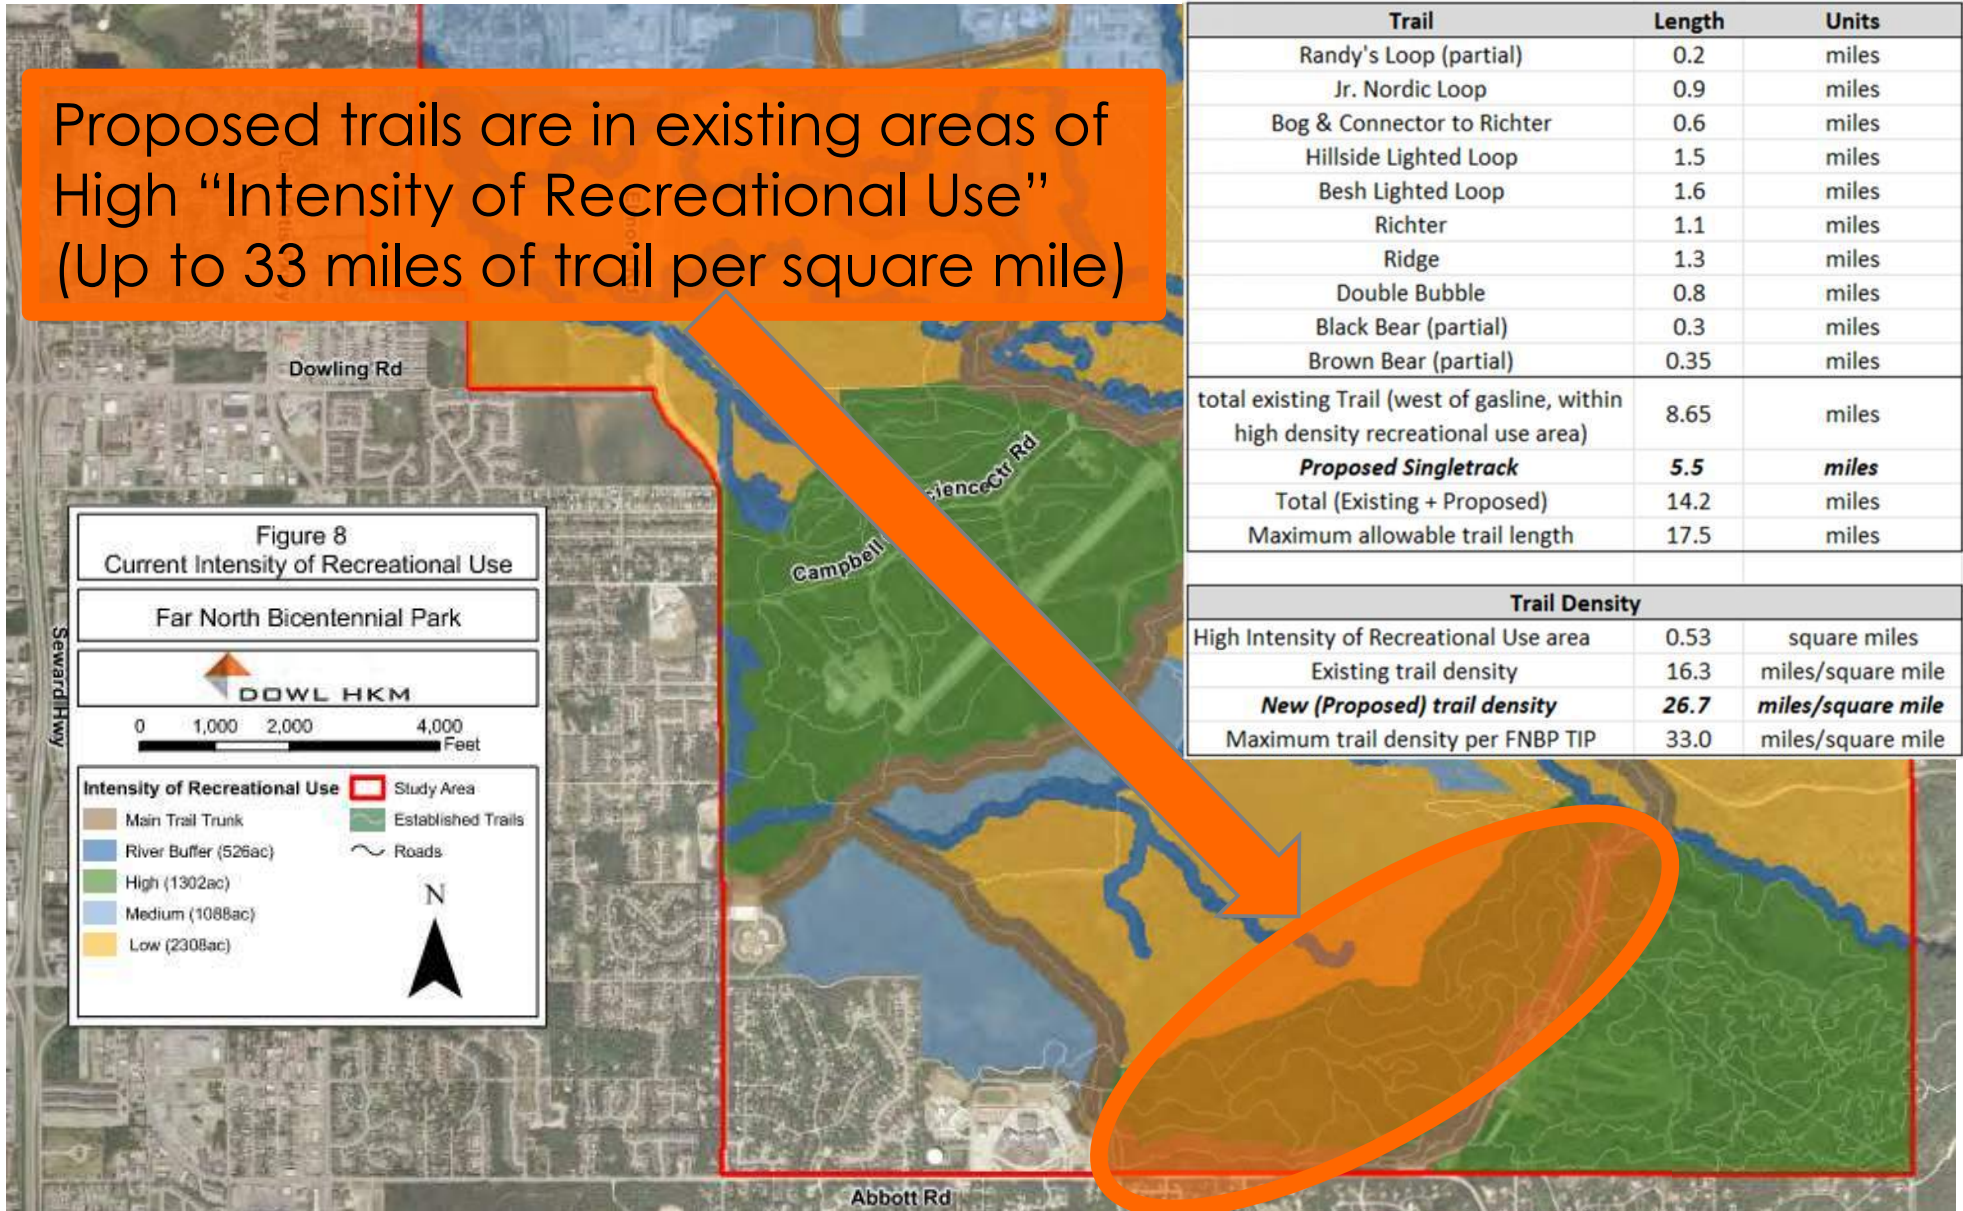 Proposed trails are in existing areas of
High “Intensity of Recreational Use”
(Up to 33 miles of trail per square mile)
Trail Length Units
Randy's Loop (partial) 0.2 miles
Jr. Nordic Loop 0.9 miles
Bog & Connector to Richter 0.6 miles
Hillside Lighted Loop 1.5 miles
Besh Lighted Loop 1.6 miles
Richter 1.1 miles
Ridge 1.3 miles
Double Bubble 0.8 miles
Black Bear (partial) 0.3 miles
Brown Bear (partial) 0.35 miles
total existing Trail (west of gasline, within
high density recreational use area) 8.65 miles
Proposed Singletrack 5.5 miles
Total (Existing + Proposed) 14.2 miles
Maximum allowable trail length 17.5 miles
Trail Density
High Intensity of Recreational Use area 0.53 square miles
Existing trail density 16.3 miles/square mile
New (Proposed) trail density 26.7 miles/square mile
Maximum trail density per FNBP TIP 33.0 miles/square mile
Dowling Rd
Campbell
Ctr Rd
Seward Hwy
Abbott Rd
Figure 8
Current Intensity of Recreational Use
Far North Bicentennial Park
DOWL HKM
0 1,000 2,000 4,000
Feet
Intensity of Recreational Use
Main Trail Trunk
River Buffer (526ac)
High (1302ac)
Medium (1088ac)
Low (2308ac)
Study Area
Established Trails
Roads
N